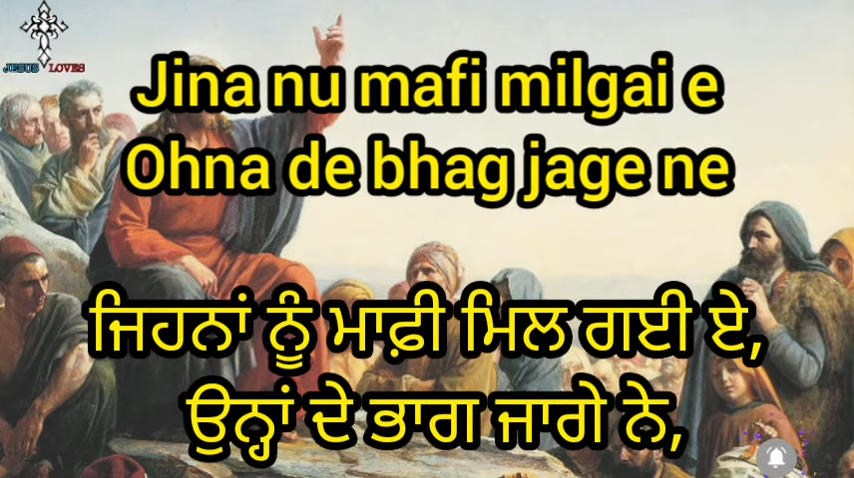 JESUS LOVES
Jina nu mafi milgai e
Ohna de bhag jage ne
ਜਿਹਨਾਂ ਨੂੰ ਮਾਫ਼ੀ ਮਿਲ ਗਈ ਏ,
ਉਨ੍ਹਾਂ ਦੇ ਭਾਗ ਜਾਗੇ ਨੇ,